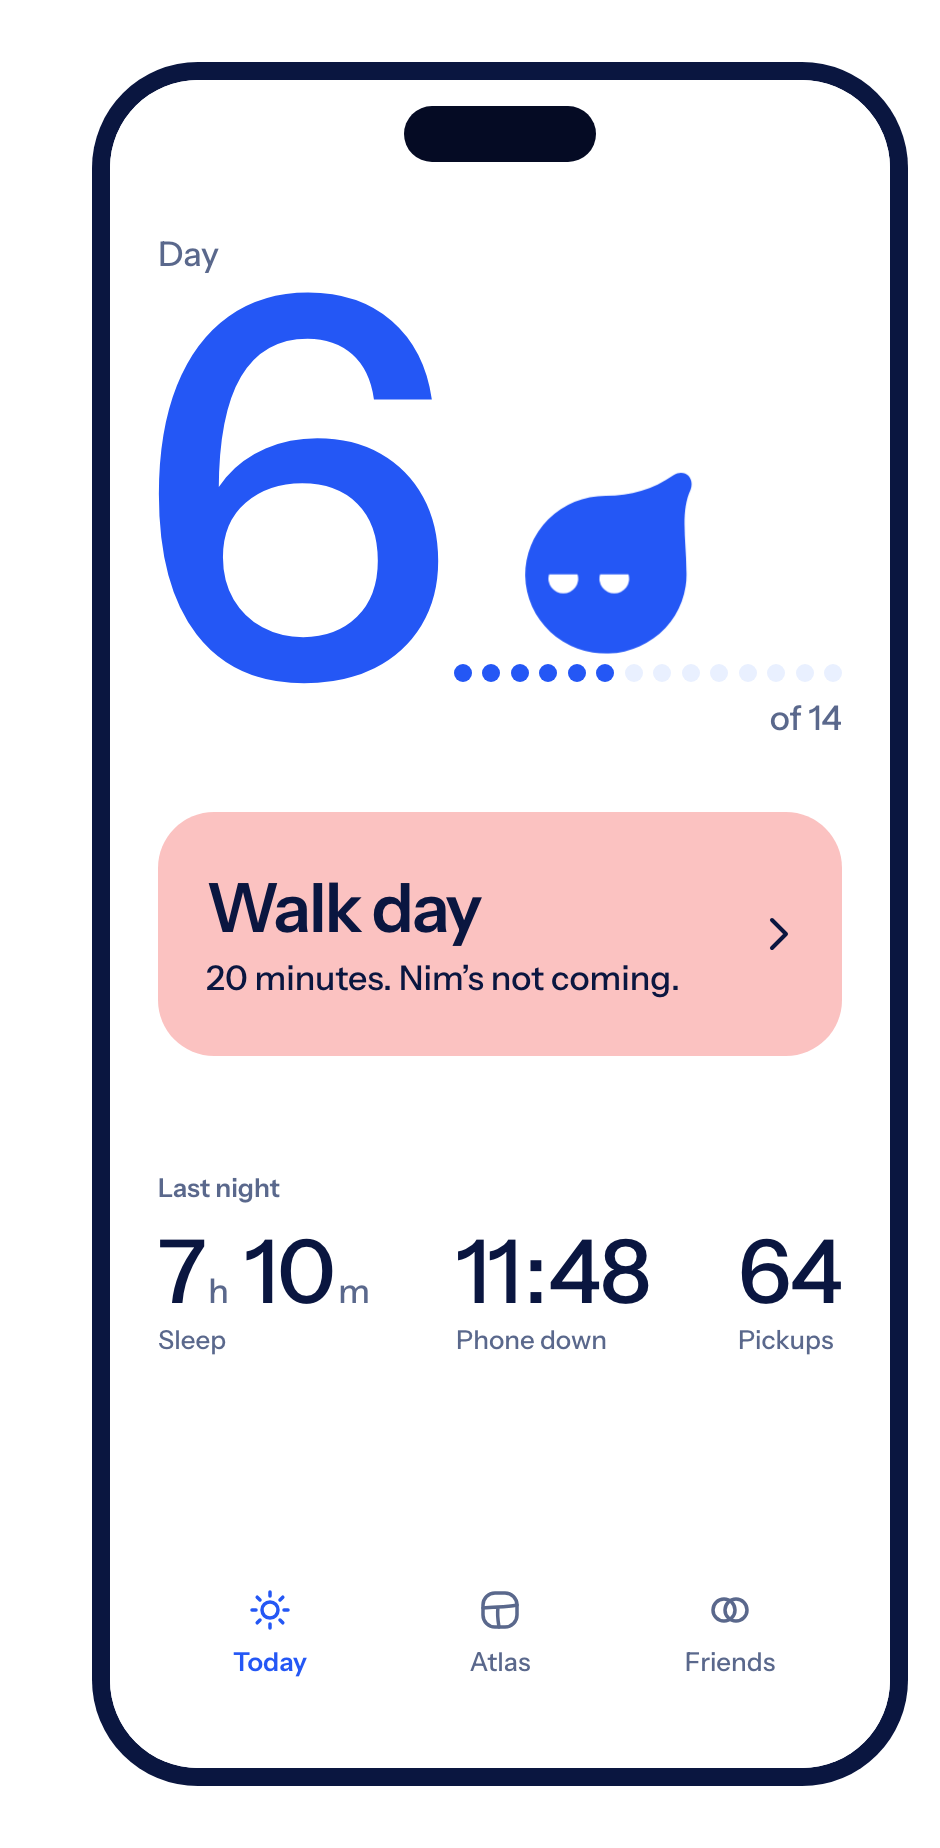 Day
6
of 14
Walk day
20 minutes. Nim’s not coming.
Last night
7h 10m
11:48
64
Sleep
Phone down
Pickups
Today
Atlas
Friends